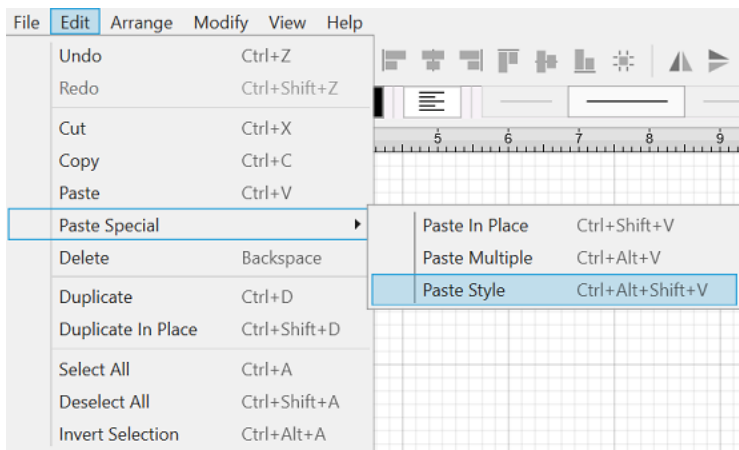 File Edit Arrange Modify View Help
Undo Ctrl+Z
Redo Ctrl+Shift+Z
Cut Ctrl+X
Copy Ctrl+C
Paste Ctrl+V
Paste Special
Delete Backspace
Duplicate Ctrl+D
Duplicate In Place Ctrl+Shift+D
Select All Ctrl+A
Deselect All Ctrl+Shift+A
Invert Selection Ctrl+Alt+A
5 6 7 8 9
Paste In Place Ctrl+Shift+V
Paste Multiple Ctrl+Alt+V
Paste Style Ctrl+Alt+Shift+V